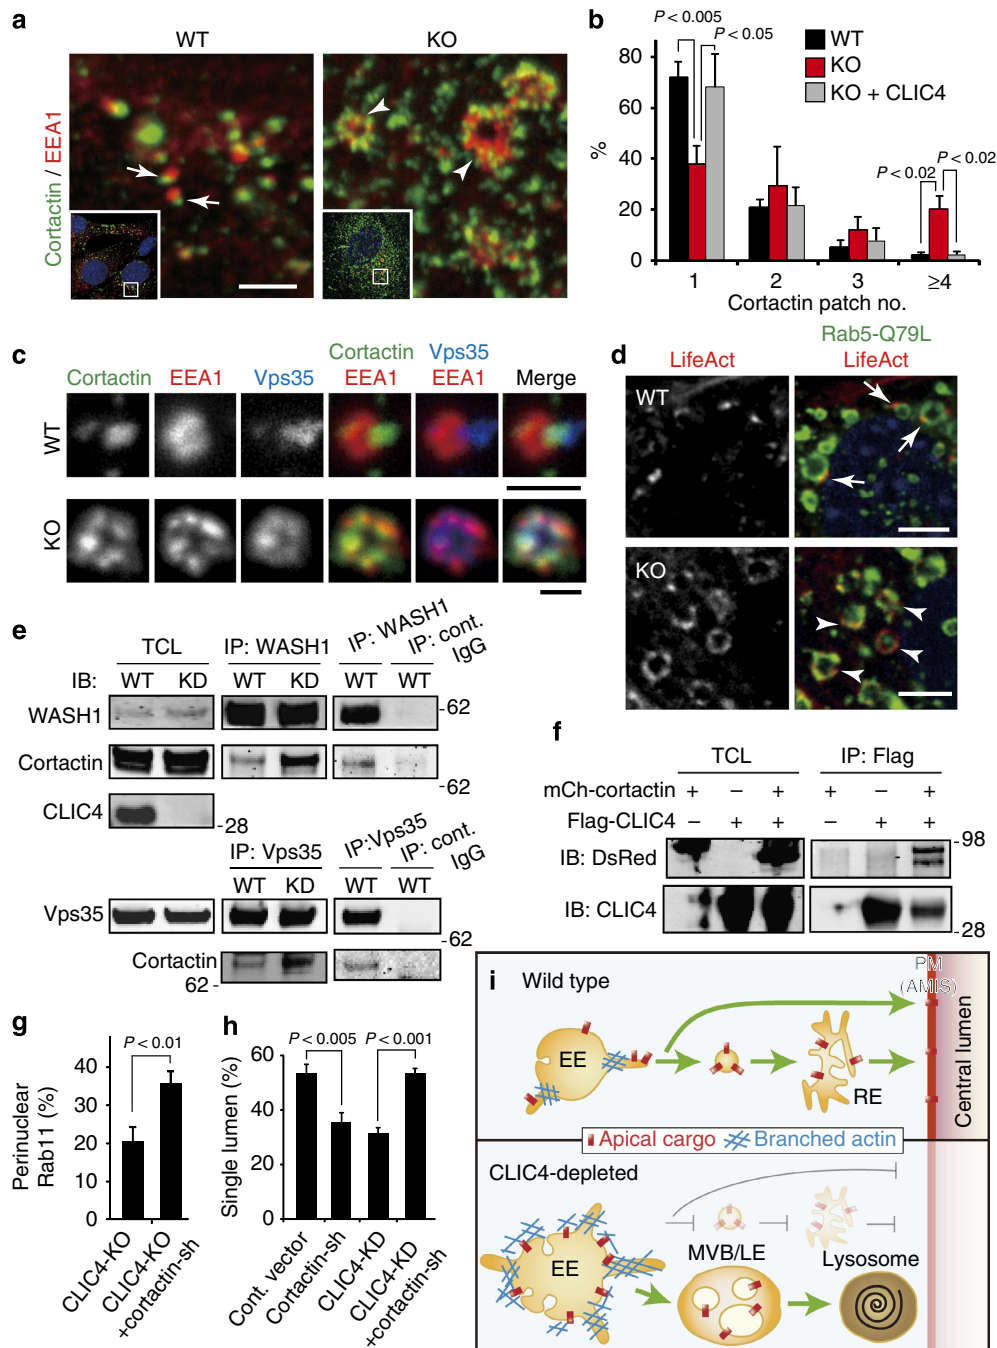 a
WT
KO
Cortactin / EEA1
b
P < 0.005
P < 0.05
WT
KO
KO + CLIC4
P < 0.02
P < 0.02
%
80
60
40
20
0
1
2
3
≥4
Cortactin patch no.
c
Cortactin
EEA1
Vps35
Cortactin
EEA1
Vps35
EEA1
Merge
WT
KO
d
LifeAct
Rab5-Q79L
LifeAct
WT
KO
e
TCL
IP: WASH1
IP: WASH1
IP: cont.
IgG
IB:
WT
KD
WT
KD
WT
WT
WASH1
-62
Cortactin
-62
CLIC4
-28
IP: Vps35
IP:Vps35
IP: cont.
IgG
WT
KD
WT
WT
Vps35
-62
Cortactin
62 -
f
TCL
IP: Flag
mCh-cortactin
+ − + + − +
Flag-CLIC4
− + + − + +
IB: DsRed
-98
IB: CLIC4
-28
g
P < 0.01
Perinuclear
Rab11 (%)
40
30
20
10
0
CLIC4-KO
CLIC4-KO
+cortactin-sh
h
P < 0.005
P < 0.001
Single lumen (%)
60
40
20
0
Cont. vector
Cortactin-sh
CLIC4-KD
CLIC4-KD
+cortactin-sh
i
Wild type
PM
(AMIS)
EE
RE
Central lumen
Apical cargo
Branched actin
CLIC4-depleted
EE
MVB/LE
Lysosome